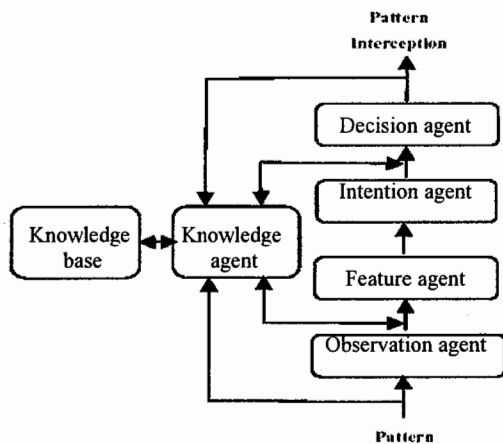 Pattern
Interception
Decision agent
Intention agent
Knowledge
base
Knowledge
agent
Feature agent
Observation agent
Pattern